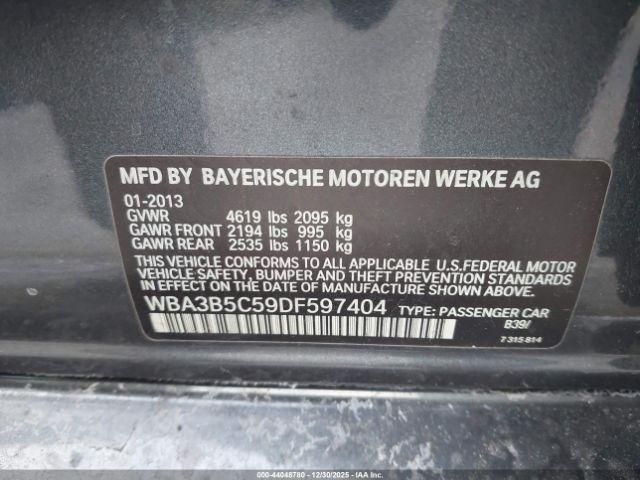 MFD BY BAYERISCHE MOTOREN WERKE AG
01-2013
GVWR 4619 lbs 2095 kg
GAWR FRONT 2194 lbs 995 kg
GAWR REAR 2535 lbs 1150 kg
THIS VEHICLE CONFORMS TO ALL APPLICABLE U.S.FEDERAL MOTOR
VEHICLE SAFETY, BUMPER, AND THEFT PREVENTION STANDARDS
IN EFFECT ON THE DATE OF MANUFACTURE SHOWN ABOVE.
WBA3B5C59DF597404 TYPE: PASSENGER CAR
B39/
7 315 814
000-44048780 - 12/30/2025 - IAA, Inc.